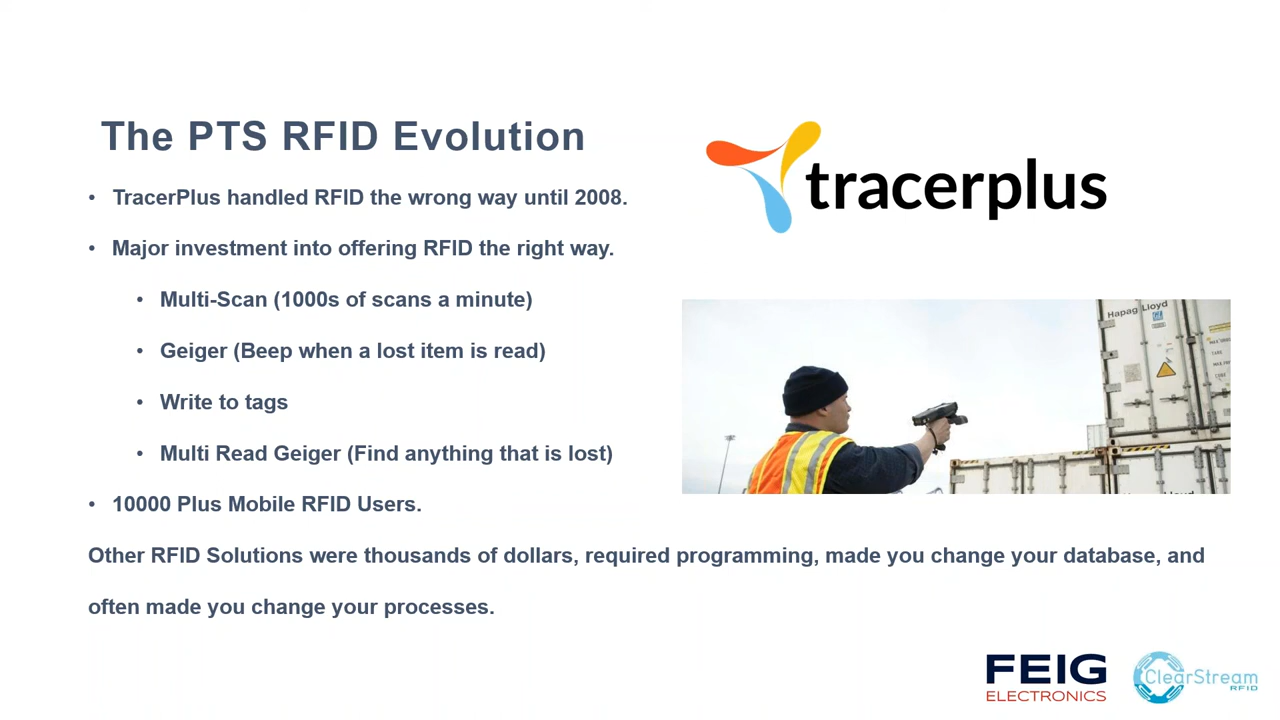 The PTS RFID Evolution
tracerplus
• TracerPlus handled RFID the wrong way until 2008.
• Major investment into offering RFID the right way.
• Multi-Scan (1000s of scans a minute)
• Geiger (Beep when a lost item is read)
• Write to tags
• Multi Read Geiger (Find anything that is lost)
• 10000 Plus Mobile RFID Users.
Other RFID Solutions were thousands of dollars, required programming, made you change your database, and
often made you change your processes.
Hapag Lloyd
FEIG
ELECTRONICS
ClearStream
RFID